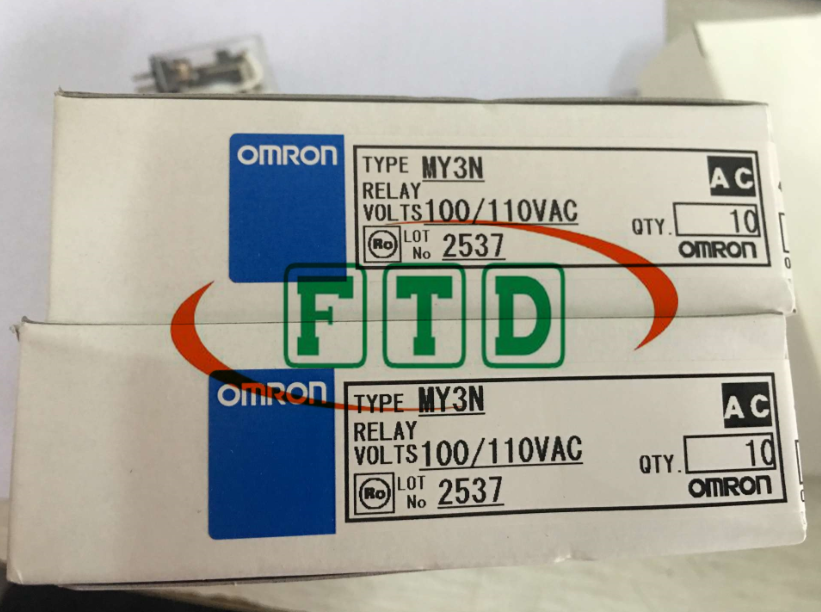 OMRON
TYPE MY3N
AC
RELAY
VOLTS 100/110VAC
QTY. 10
Ro LOT No 2537
OMRON
FTD
OMRON
TYPE MY3N
AC
RELAY
VOLTS 100/110VAC
QTY. 10
Ro LOT No 2537
OMRON